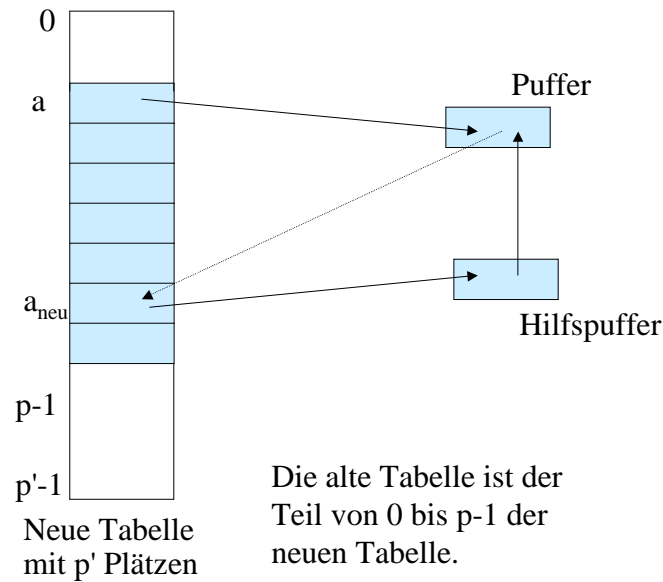 0
Puffer
a
a_neu
Hilfspuffer
p-1
p'-1
Die alte Tabelle ist der
Teil von 0 bis p-1 der
neuen Tabelle.
Neue Tabelle
mit p' Plätzen